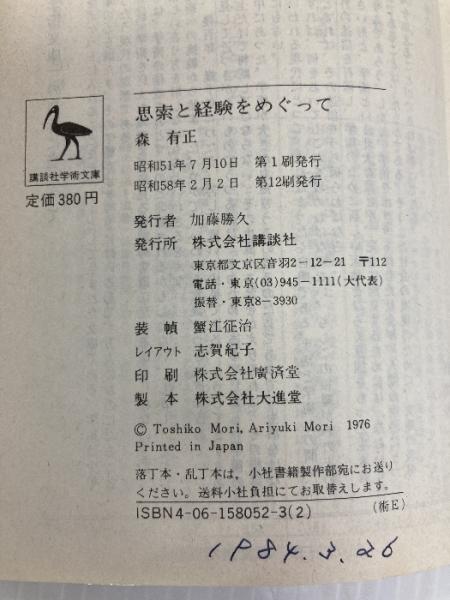 講談社学術文庫
定価380円
思索と経験をめぐって
森 有正
昭和51年7月10日 第1刷発行
昭和58年2月2日 第12刷発行
発行者 加藤勝久
発行所 株式会社講談社
東京都文京区音羽2-12-21 〒112
電話・東京(03)945-1111(大代表)
振替・東京8-3930
装幀 蟹江征治
レイアウト 志賀紀子
印刷 株式会社廣済堂
製本 株式会社大進堂
© Toshiko Mori, Ariyuki Mori 1976
Printed in Japan
落丁本・乱丁本は，小社書籍製作部宛にお送り
ください。送料小社負担にてお取替えします。
ISBN4-06-158052-3(2) (術E)
1984.3.26